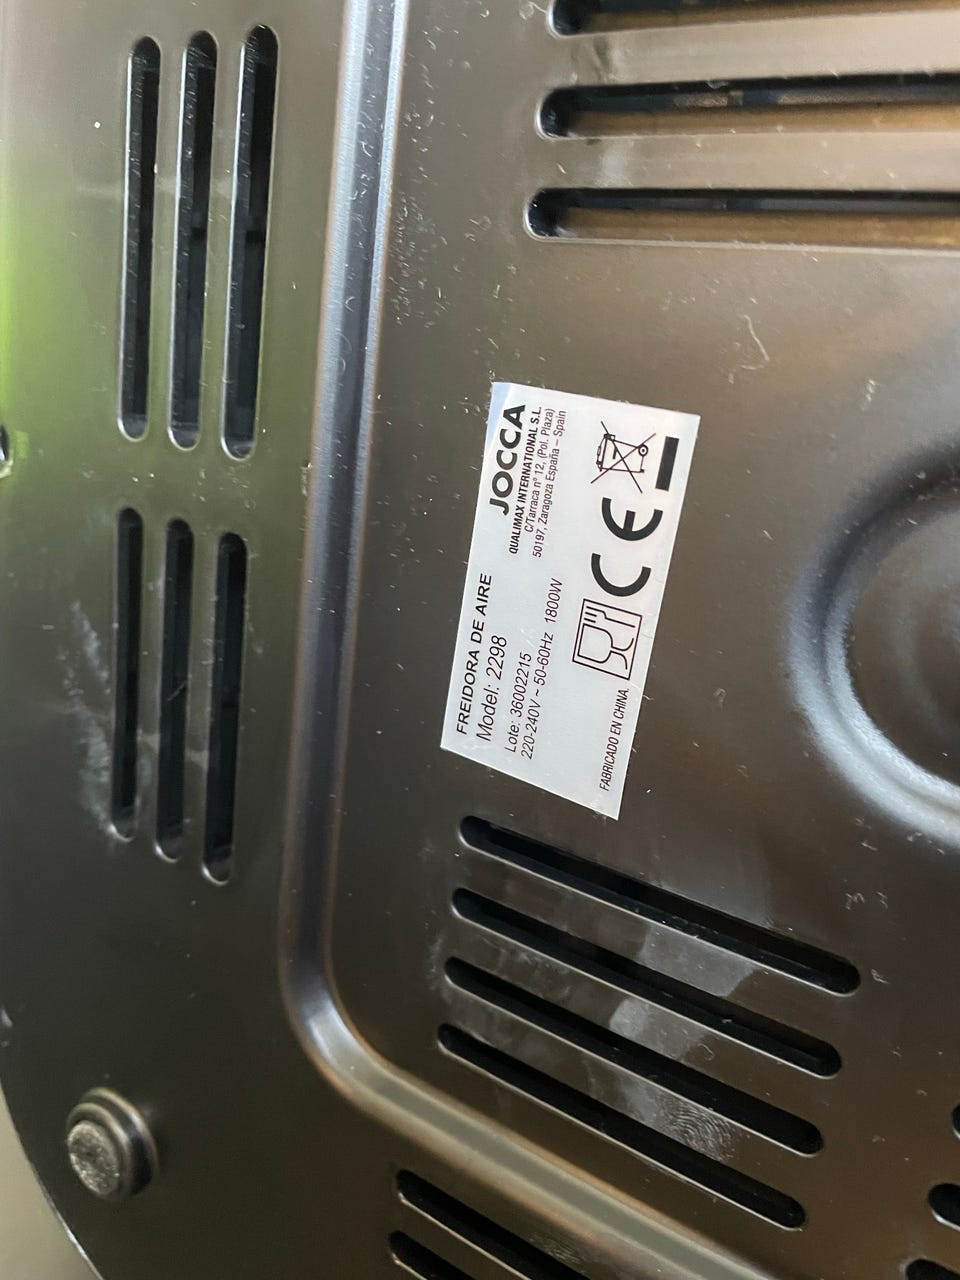 FREIDORA DE AIRE
Model: 2298
Lote: 36002215
220-240V ~ 50-60Hz 1800W
JOCCA
QUALIMAX INTERNATIONAL S.L.
C/Tarraca nº 12, (Pol. Plaza)
50197, Zaragoza España – Spain
CE
FABRICADO EN CHINA.